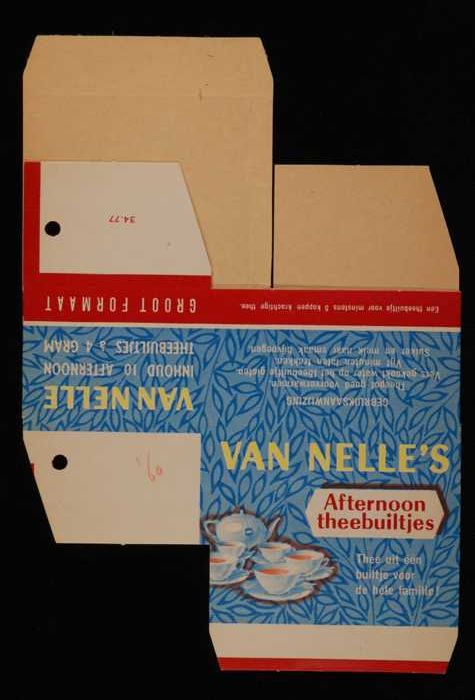 34.77
GROOT FORMAAT
Een theebuiltje voor minstens 5 koppen krachtige thee.
VAN NELLE
INHOUD 10 AFTERNOON
THEEBUILTJES à 4 GRAM
GEBRUIKSAANWIJZING
Theepot goed voorverwarmen
Vers gekookt water op het theebuiltje gieten
Vijf minuten laten trekken.
Suiker en melk naar smaak bijvoegen
VAN NELLE'S
Afternoon
theebuiltjes
Thee uit één
builtje voor
de hele familie!